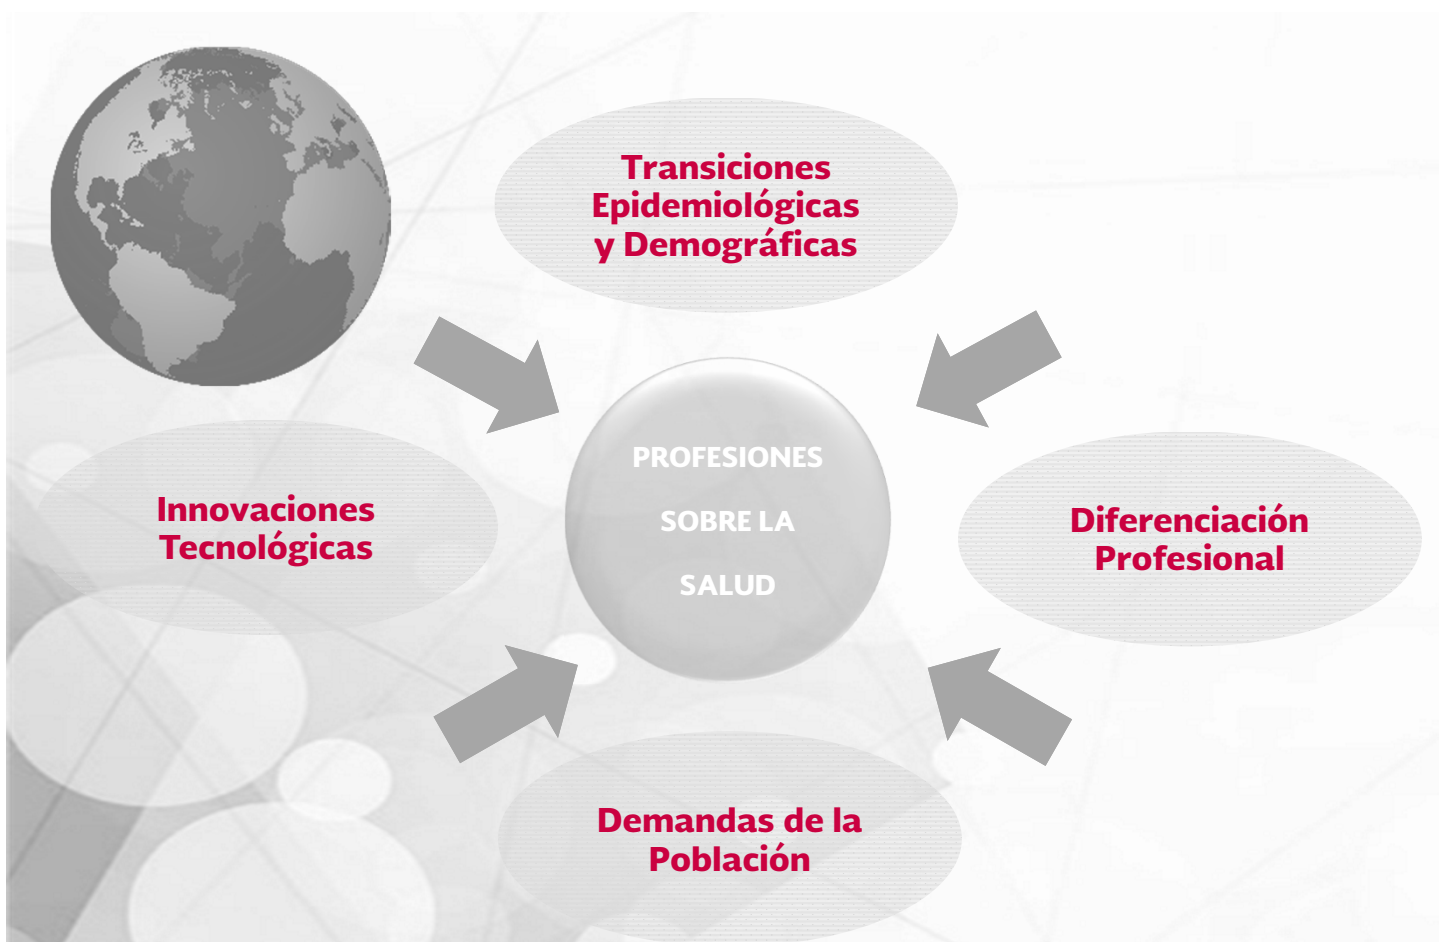 Transiciones
Epidemiológicas
y Demográficas
PROFESIONES
SOBRE LA
SALUD
Innovaciones
Tecnológicas
Diferenciación
Profesional
Demandas de la
Población